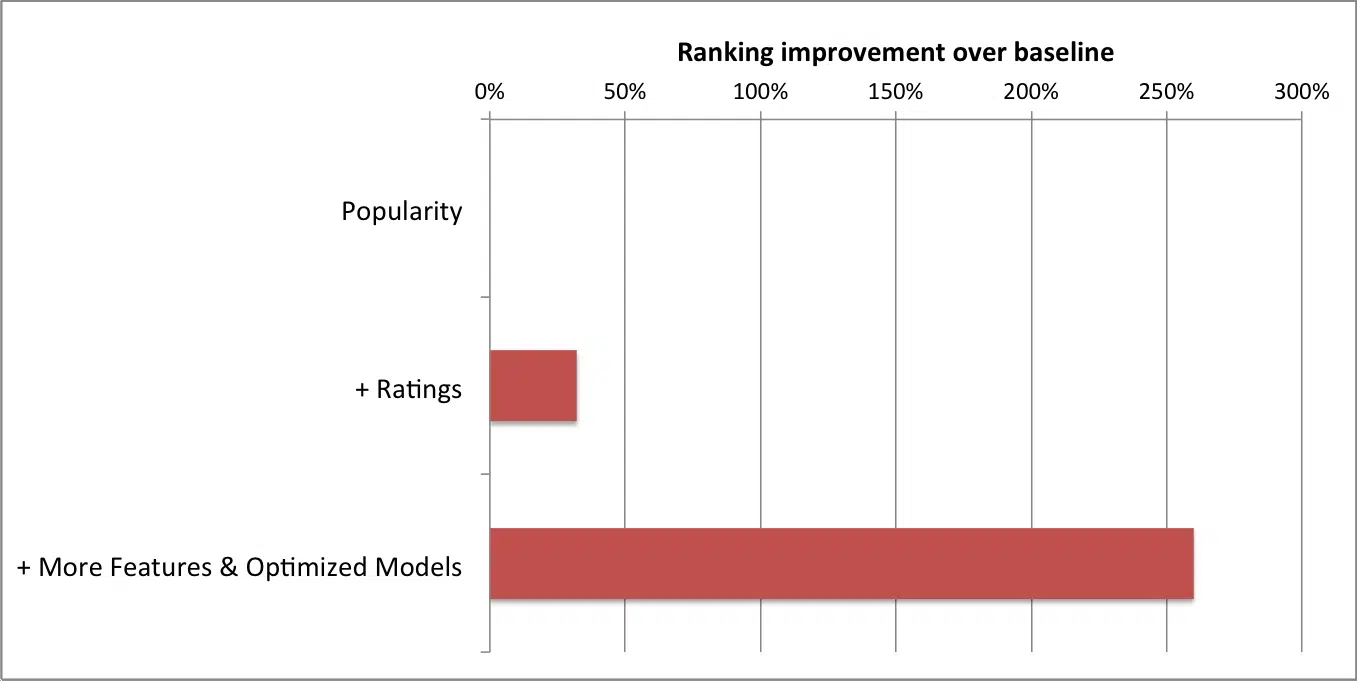 Ranking improvement over baseline
0% 50% 100% 150% 200% 250% 300%
Popularity
+ Ratings
+ More Features & Optimized Models